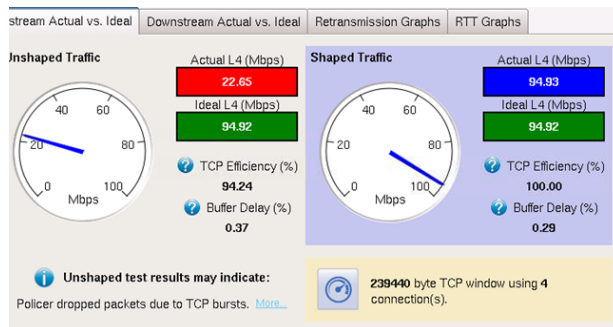 stream Actual vs. Ideal
Downstream Actual vs. Ideal
Retransmission Graphs
RTT Graphs
Unshaped Traffic
Actual L4 (Mbps)
22.65
Ideal L4 (Mbps)
94.92
0
20
40
60
80
100
Mbps
? TCP Efficiency (%)
94.24
? Buffer Delay (%)
0.37
i Unshaped test results may indicate:
Policer dropped packets due to TCP bursts. More...
Shaped Traffic
Actual L4 (Mbps)
94.93
Ideal L4 (Mbps)
94.92
0
20
40
60
80
100
Mbps
? TCP Efficiency (%)
100.00
? Buffer Delay (%)
0.29
239440 byte TCP window using 4
connection(s).